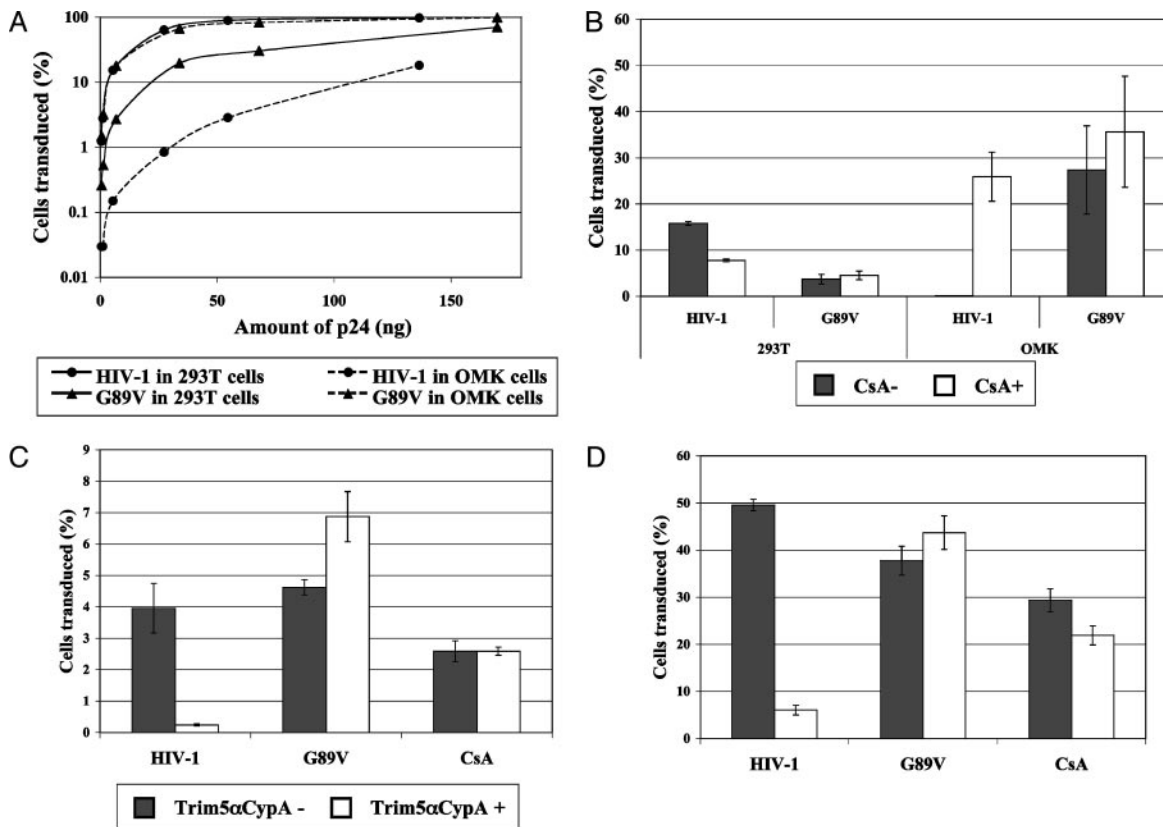 A
Cells transduced (%)
100
10
1
0.1
0.01
0
50
100
150
Amount of p24 (ng)
HIV-1 in 293T cells
HIV-1 in OMK cells
G89V in 293T cells
G89V in OMK cells
B
Cells transduced (%)
60
50
40
30
20
10
0
HIV-1
G89V
HIV-1
G89V
293T
OMK
CsA-
CsA+
C
Cells transduced (%)
9
8
7
6
5
4
3
2
1
0
HIV-1
G89V
CsA
Trim5αCypA -
Trim5αCypA +
D
Cells transduced (%)
60
50
40
30
20
10
0
HIV-1
G89V
CsA